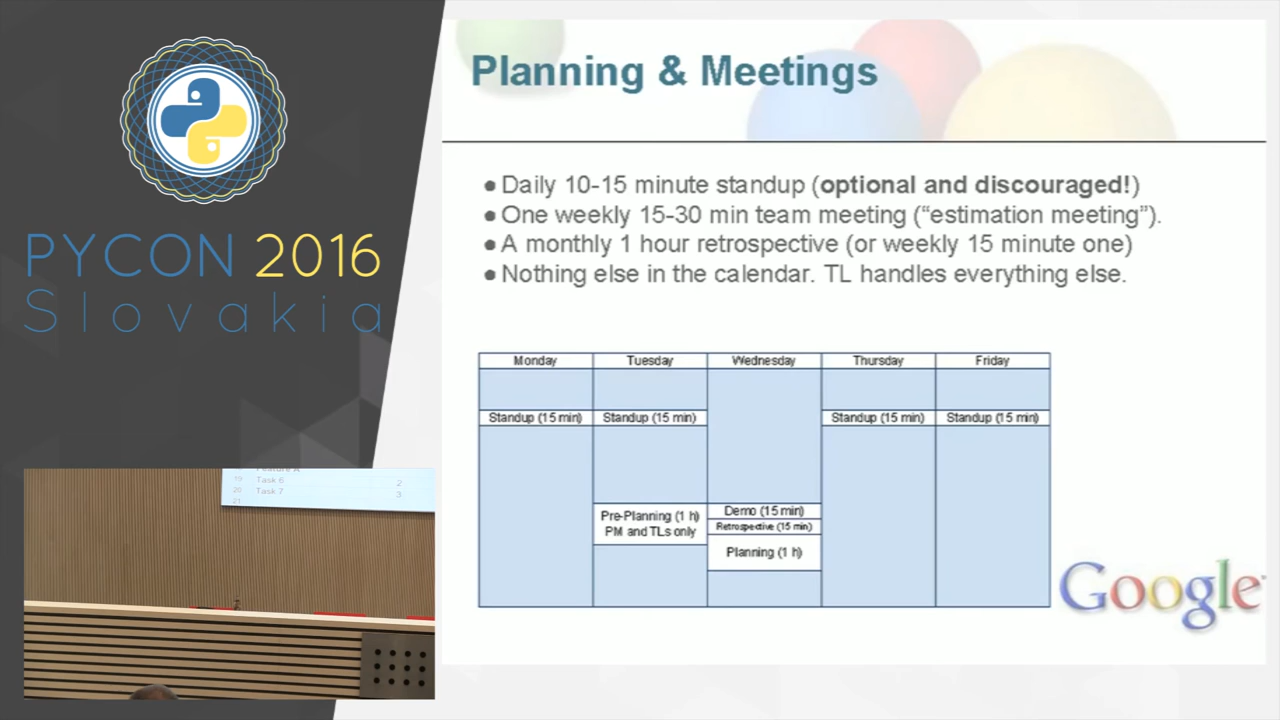 PYCON 2016
Slovakia
Planning & Meetings
● Daily 10-15 minute standup (optional and discouraged!)
● One weekly 15-30 min team meeting (“estimation meeting”).
● A monthly 1 hour retrospective (or weekly 15 minute one)
● Nothing else in the calendar. TL handles everything else.
Monday Tuesday Wednesday Thursday Friday
Standup (15 min) Standup (15 min) Standup (15 min) Standup (15 min)
Pre-Planning (1 h)
PM and TLs only
Demo (15 min)
Retrospective (15 min)
Planning (1 h)
Google
19 Task 6 2
20 Task 7 3
21